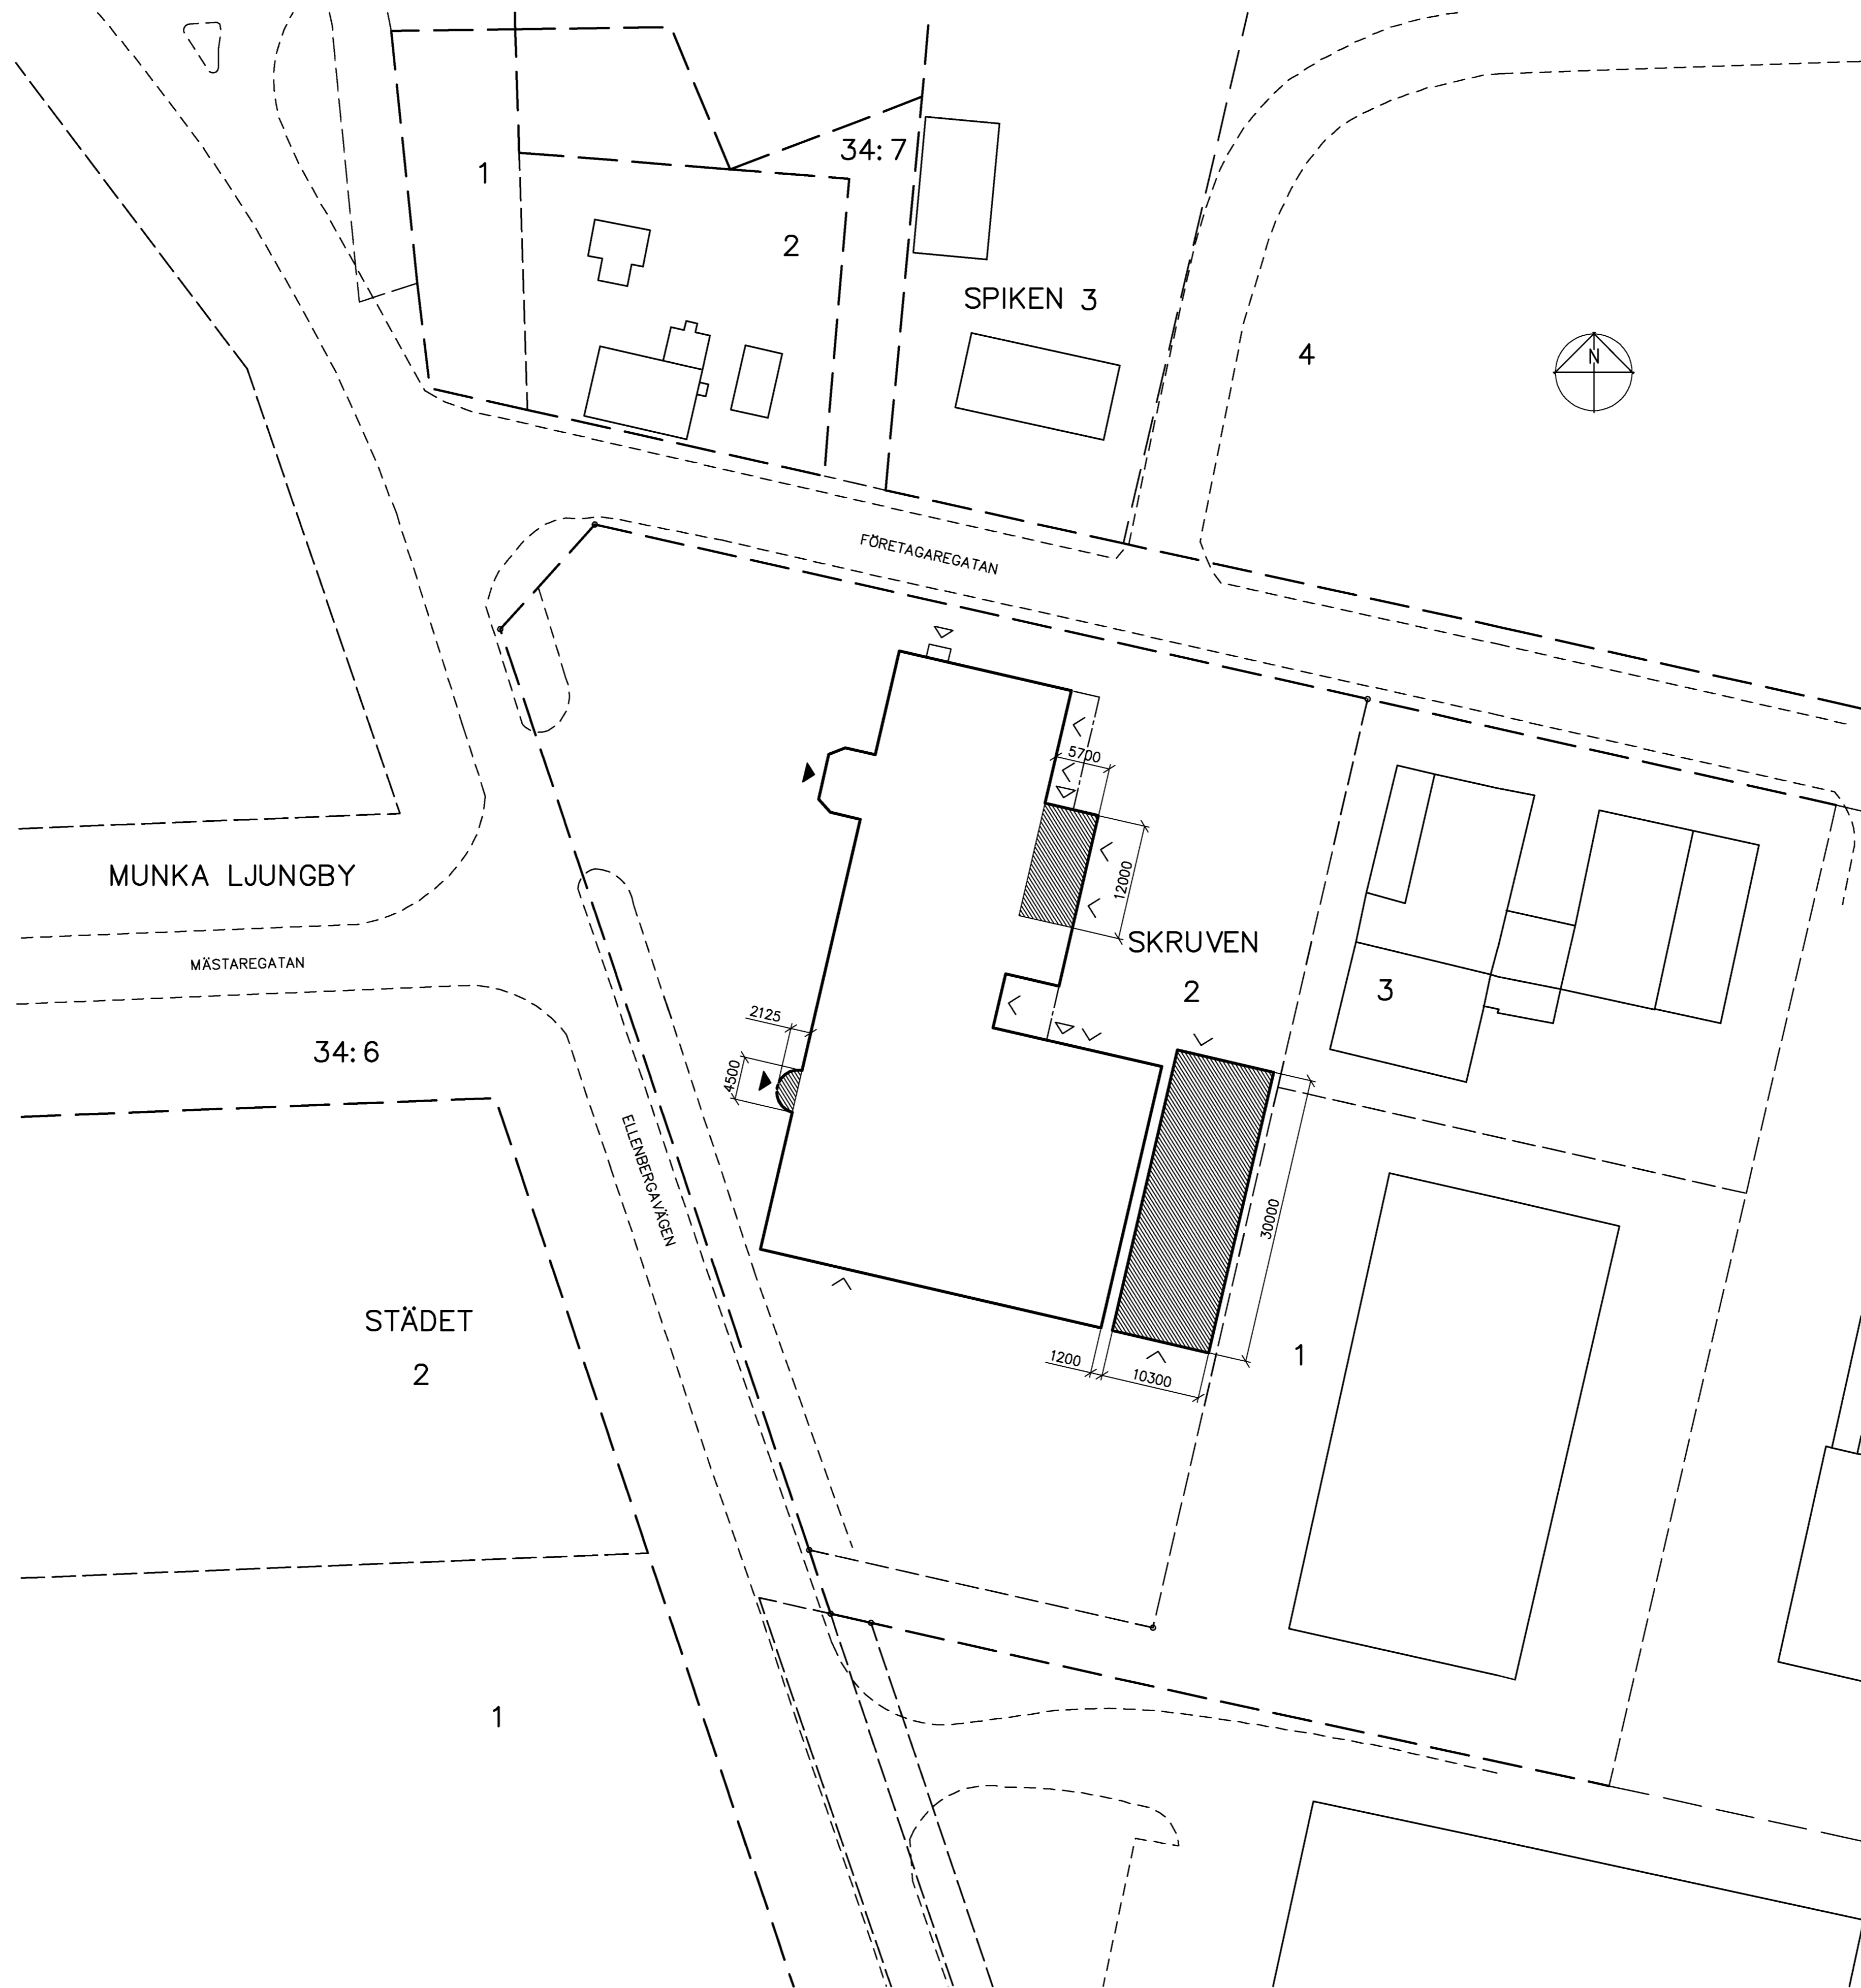 34:7
1
2
SPIKEN 3
4
N
FÖRETAGAREGATAN
5700
MUNKA LJUNGBY
12000
SKRUVEN
2
3
MÄSTAREGATAN
2125
34:6
4500
ELLENBERGAVÄGEN
30000
STÄDET
2
1200
10300
1
1